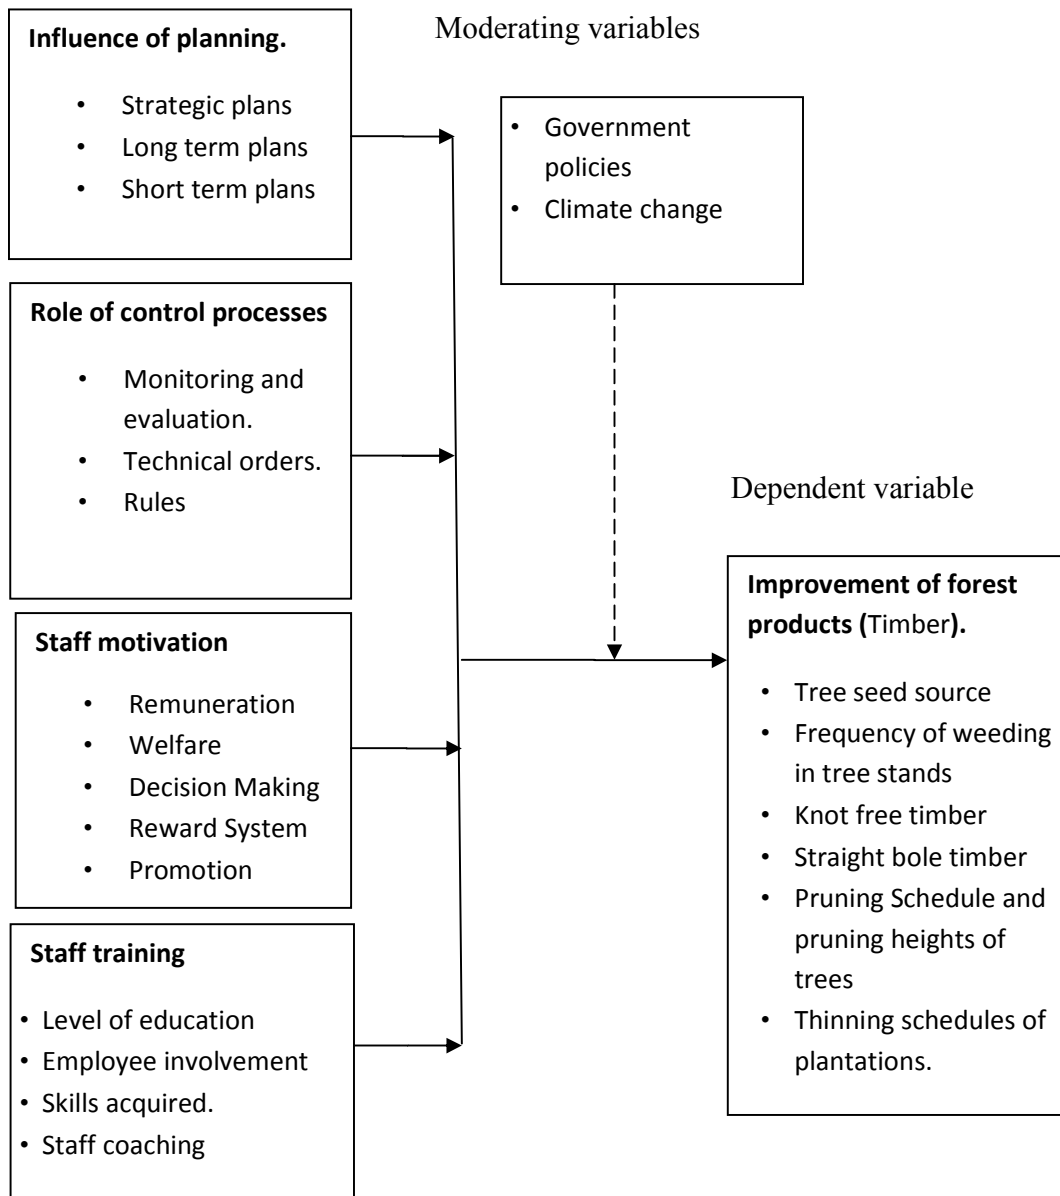 Influence of planning.
• Strategic plans
• Long term plans
• Short term plans
Role of control processes
• Monitoring and
evaluation.
• Technical orders.
• Rules
Staff motivation
• Remuneration
• Welfare
• Decision Making
• Reward System
• Promotion
Staff training
• Level of education
• Employee involvement
• Skills acquired.
• Staff coaching
Moderating variables
• Government
policies
• Climate change
Dependent variable
Improvement of forest
products (Timber).
• Tree seed source
• Frequency of weeding
in tree stands
• Knot free timber
• Straight bole timber
• Pruning Schedule and
pruning heights of
trees
• Thinning schedules of
plantations.